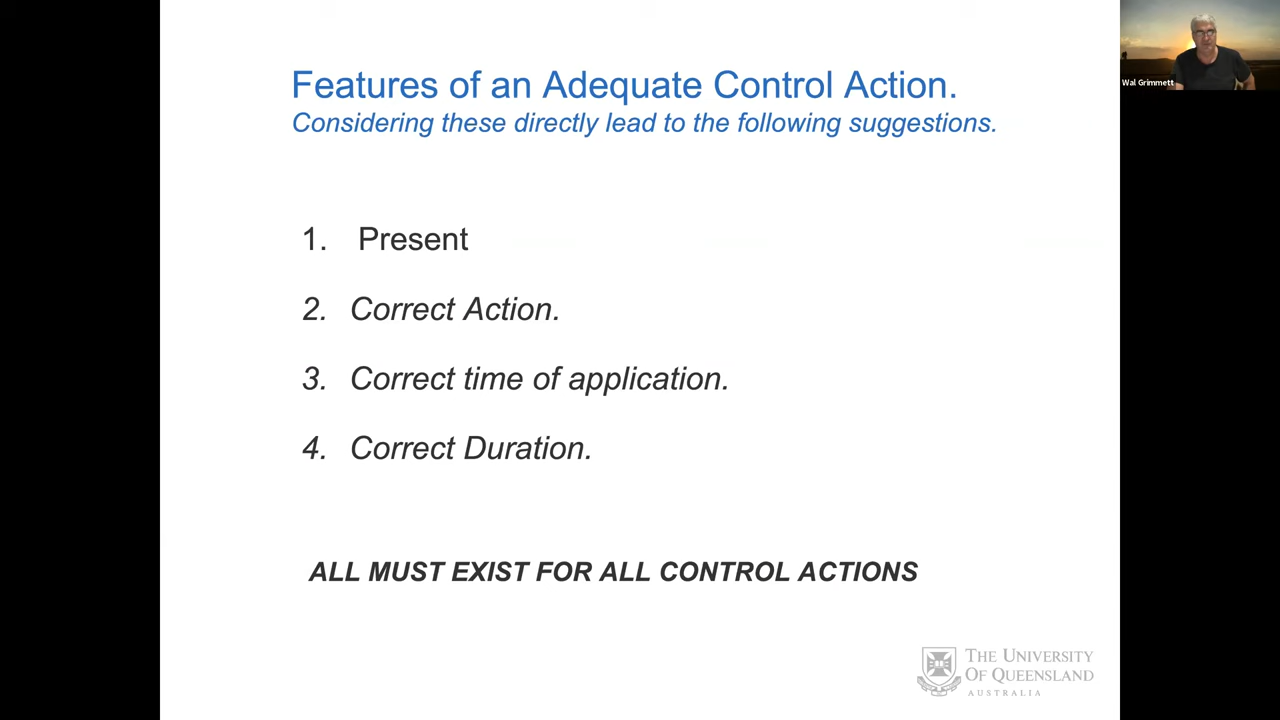 Features of an Adequate Control Action.
Considering these directly lead to the following suggestions.
Wal Grimmett
1. Present
2. Correct Action.
3. Correct time of application.
4. Correct Duration.
ALL MUST EXIST FOR ALL CONTROL ACTIONS
THE UNIVERSITY
OF QUEENSLAND
AUSTRALIA